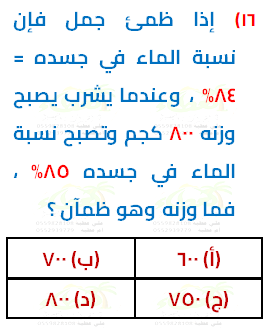 ١٦) إذا ظمئ جمل فإن
نسبة الماء في جسده =
٨٤% ، وعندما يشرب يصبح
وزنه ٨٠٠ كجم وتصبح نسبة
الماء في جسده ٨٥% ،
فما وزنه وهو ظمآن ؟
(أ) ٦٠٠ (ب) ٧٠٠
(ج) ٧٥٠ (د) ٨٠٠